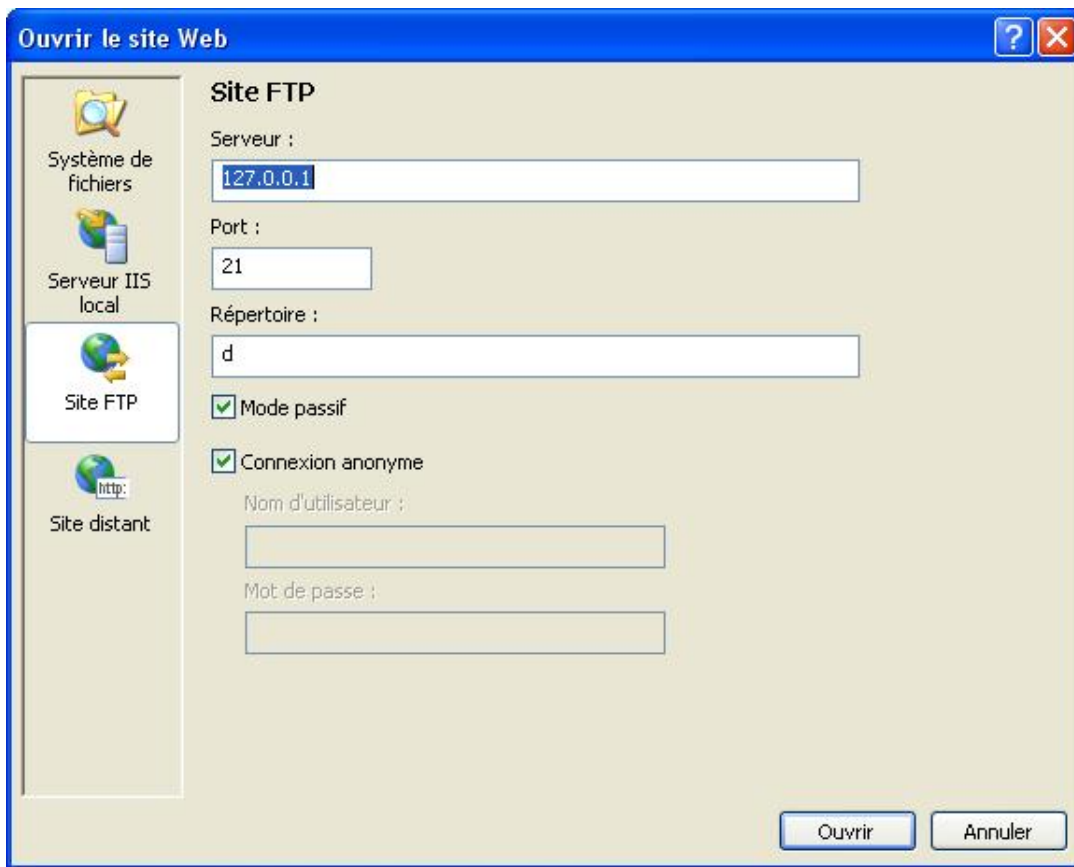 Ouvrir le site Web
Système de
fichiers
Serveur IIS
local
Site FTP
http:
Site distant
Site FTP
Serveur :
127.0.0.1
Port :
21
Répertoire :
d
Mode passif
Connexion anonyme
Nom d'utilisateur :
Mot de passe :
Ouvrir
Annuler